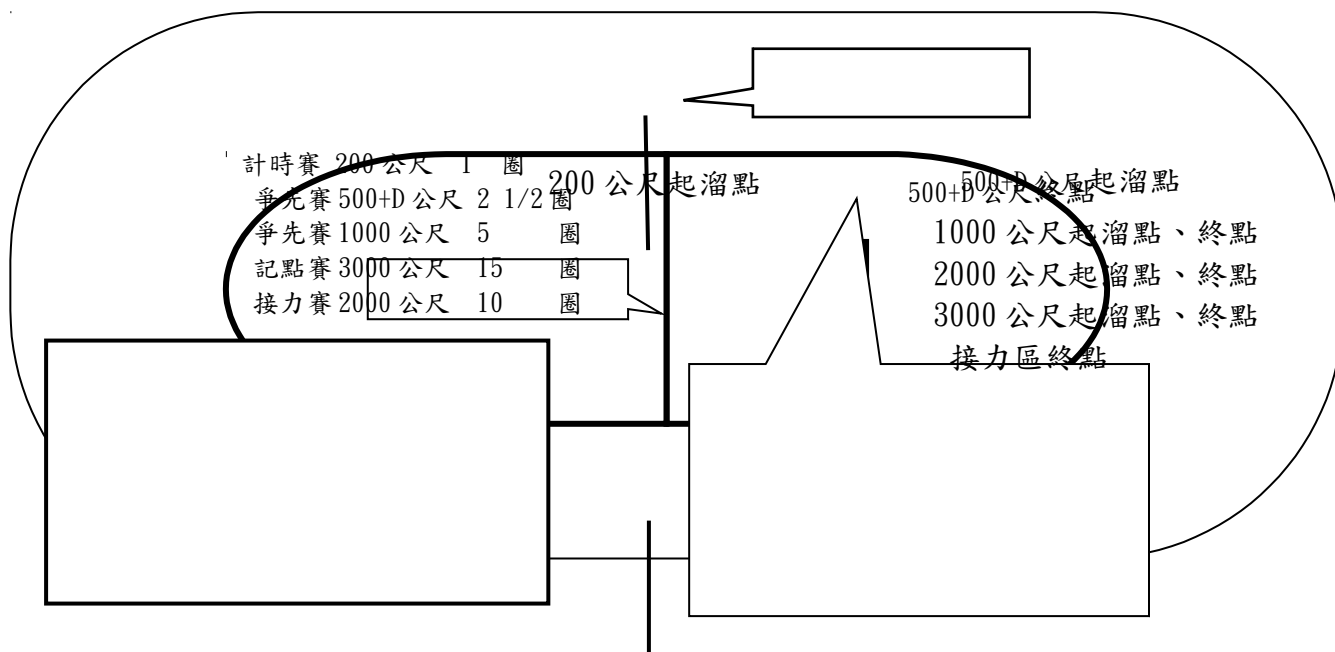 計時賽 200 公尺 1 圈
爭先賽 500+D 公尺 2 1/2 圈
爭先賽 1000 公尺 5 圈
記點賽 3000 公尺 15 圈
接力賽 2000 公尺 10 圈
200 公尺起溜點
500+D 公尺起溜點
500+D 公尺終點
1000 公尺起溜點、終點
2000 公尺起溜點、終點
3000 公尺起溜點、終點
接力區終點